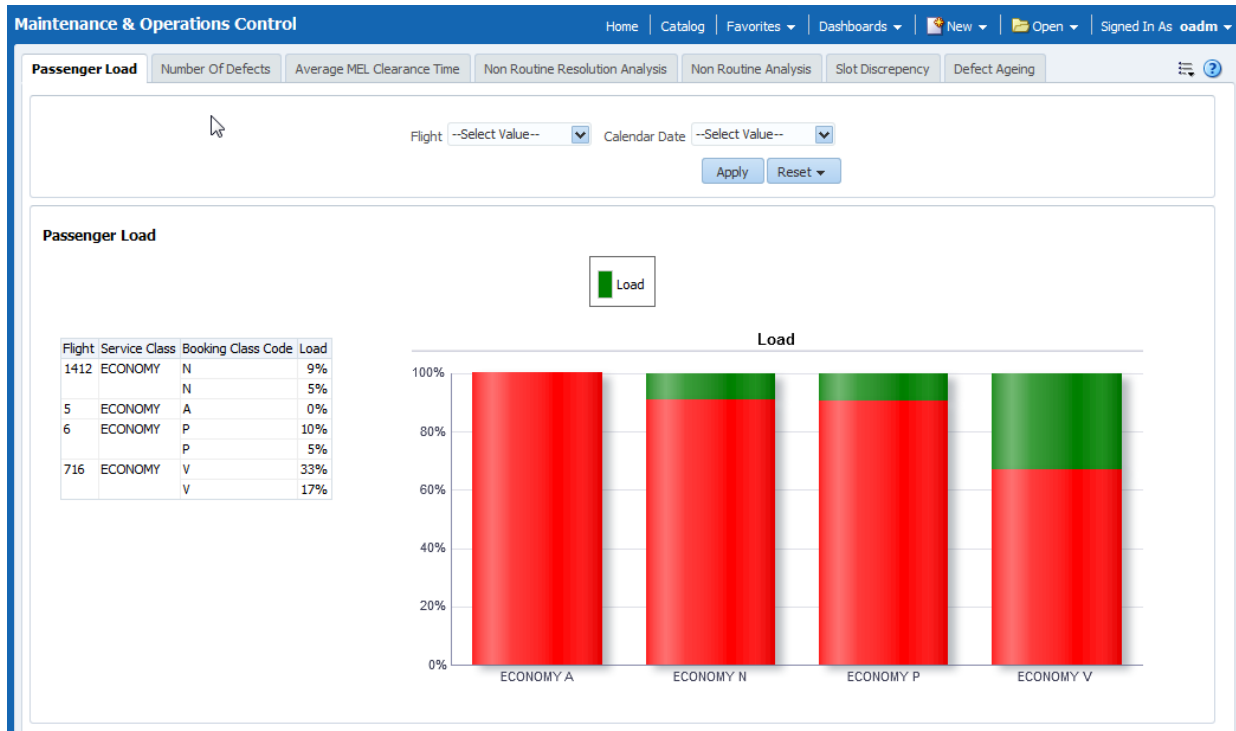 Maintenance & Operations Control
Home Catalog Favorites Dashboards New Open Signed In As oadm
Passenger Load Number Of Defects Average MEL Clearance Time Non Routine Resolution Analysis Non Routine Analysis Slot Discrepency Defect Ageing ?
Flight --Select Value-- Calendar Date --Select Value--
Apply Reset
Passenger Load
Load
Flight Service Class Booking Class Code Load
1412 ECONOMY N 9%
N 5%
5 ECONOMY A 0%
6 ECONOMY P 10%
P 5%
716 ECONOMY V 33%
V 17%
Load
100%
80%
60%
40%
20%
0%
ECONOMY A ECONOMY N ECONOMY P ECONOMY V